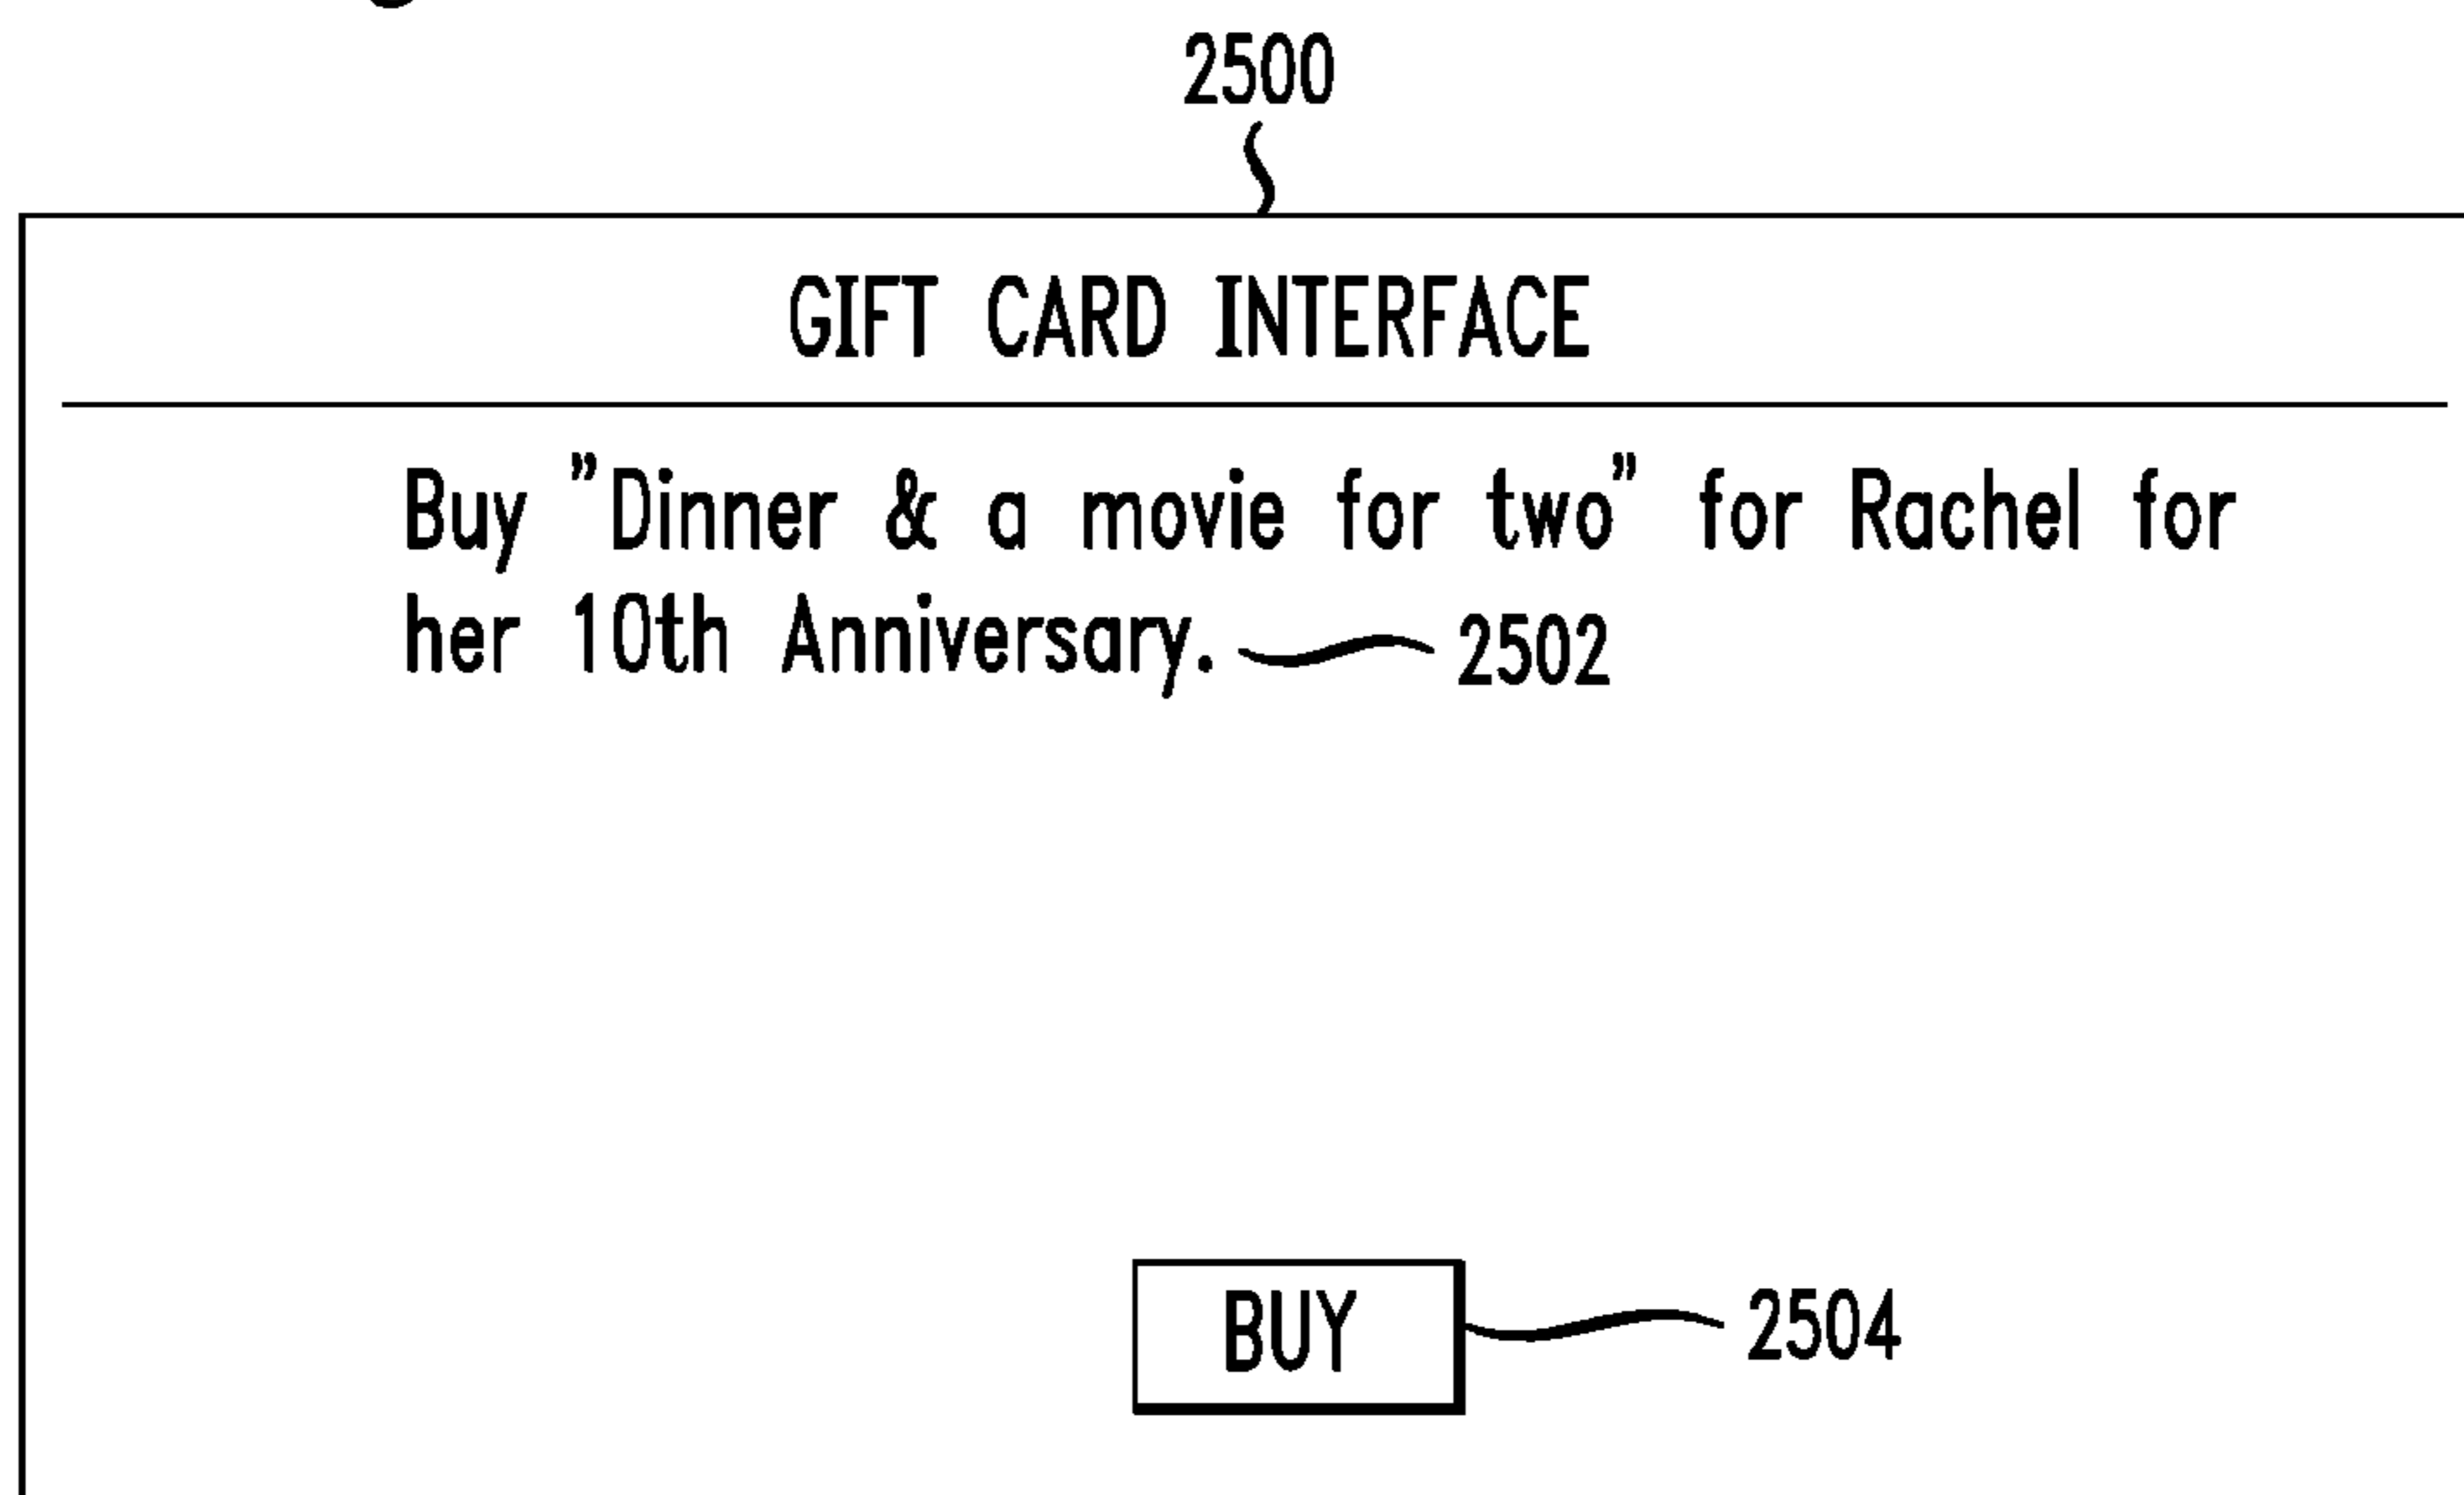 2500
GIFT CARD INTERFACE
Buy "Dinner & a movie for two" for Rachel for
her 10th Anniversary. 2502
BUY 2504